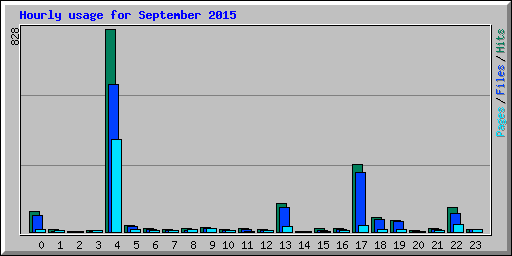 Hourly usage for September 2015
828
Pages/Files/Hits
0 1 2 3 4 5 6 7 8 9 10 11 12 13 14 15 16 17 18 19 20 21 22 23